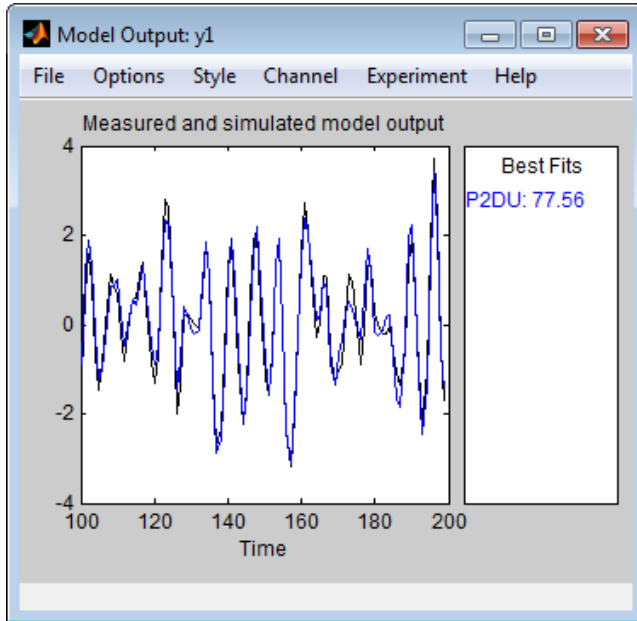 Model Output: y1
File Options Style Channel Experiment Help
Measured and simulated model output
Best Fits
P2DU: 77.56
4
2
0
-2
-4
100 120 140 160 180 200
Time